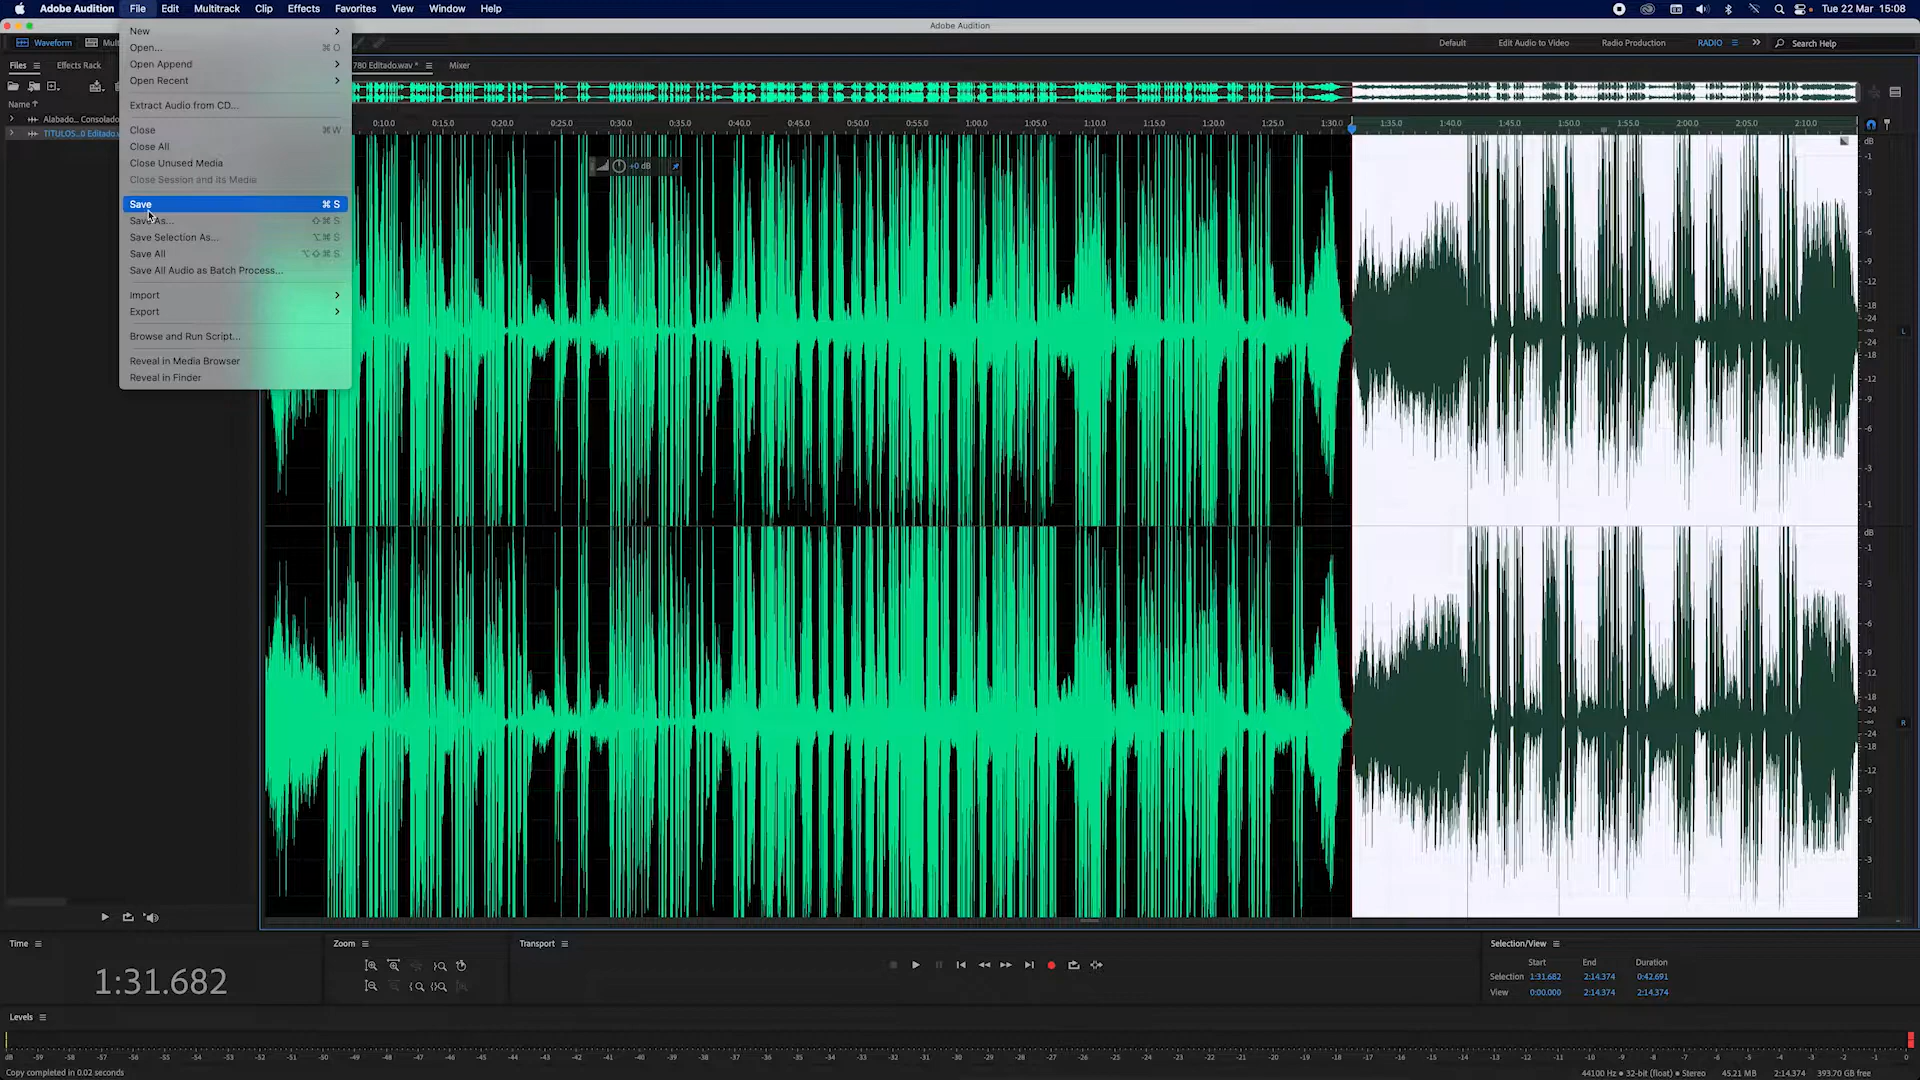 Adobe Audition File Edit Multitrack Clip Effects Favorites View Window Help Tue 22 Mar 15:08
Adobe Audition
Waveform Mult Default Edit Audio to Video Radio Production RADIO Search Help
Files Effects Rack 780 Editado.wav * Mixer
Name
Alabado... Consolado
TITULOS...0 Editado.
New
Open... ⌘ O
Open Append
Open Recent
Extract Audio from CD...
Close ⌘ W
Close All
Close Unused Media
Close Session and its Media
Save ⌘ S
Save As... ⇧ ⌘ S
Save Selection As... ⌥ ⌘ S
Save All ⌥ ⇧ ⌘ S
Save All Audio as Batch Process...
Import
Export
Browse and Run Script...
Reveal in Media Browser
Reveal in Finder
0:10.0 0:15.0 0:20.0 0:25.0 0:30.0 0:35.0 0:40.0 0:45.0 0:50.0 0:55.0 1:00.0 1:05.0 1:10.0 1:15.0 1:20.0 1:25.0 1:30.0 1:35.0 1:40.0 1:45.0 1:50.0 1:55.0 2:00.0 2:05.0 2:10.0
+0 dB
dB
-1
-3
-6
-9
-12
-18
-24
-∞
-24
-18
-12
-9
-6
-3
-1
L
dB
-1
-3
-6
-9
-12
-18
-24
-∞
-24
-18
-12
-9
-6
-3
-1
R
Time Zoom Transport Selection/View
1:31.682
Start End Duration
Selection 1:31.682 2:14.374 0:42.691
View 0:00.000 2:14.374 2:14.374
Levels
dB -59 -58 -57 -56 -55 -54 -53 -52 -51 -50 -49 -48 -47 -46 -45 -44 -43 -42 -41 -40 -39 -38 -37 -36 -35 -34 -33 -32 -31 -30 -29 -28 -27 -26 -25 -24 -23 -22 -21 -20 -19 -18 -17 -16 -15 -14 -13 -12 -11 -10 -9 -8 -7 -6 -5 -4 -3 -2 -1 0
Copy completed in 0.02 seconds 44100 Hz • 32-bit (float) • Stereo 45.21 MB 2:14.374 393.70 GB free